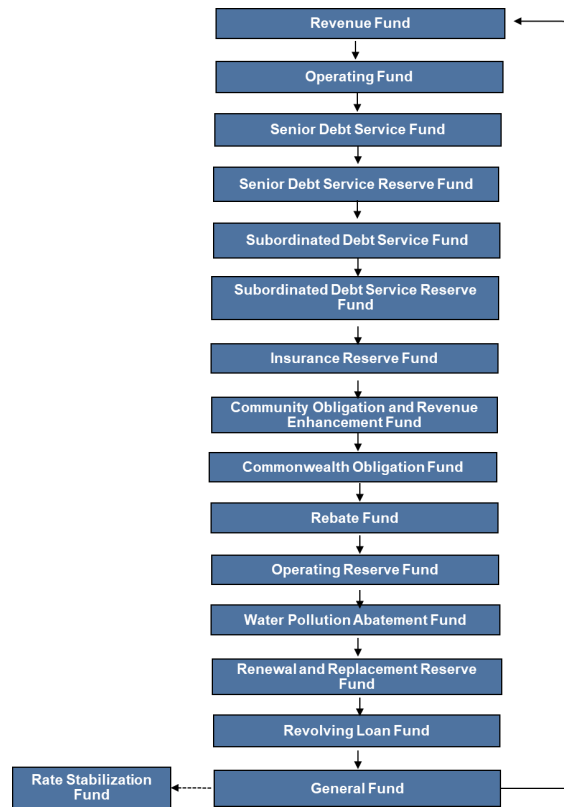 Revenue Fund
Operating Fund
Senior Debt Service Fund
Senior Debt Service Reserve Fund
Subordinated Debt Service Fund
Subordinated Debt Service Reserve
Fund
Insurance Reserve Fund
Community Obligation and Revenue
Enhancement Fund
Commonwealth Obligation Fund
Rebate Fund
Operating Reserve Fund
Water Pollution Abatement Fund
Renewal and Replacement Reserve
Fund
Revolving Loan Fund
Rate Stabilization
Fund
General Fund